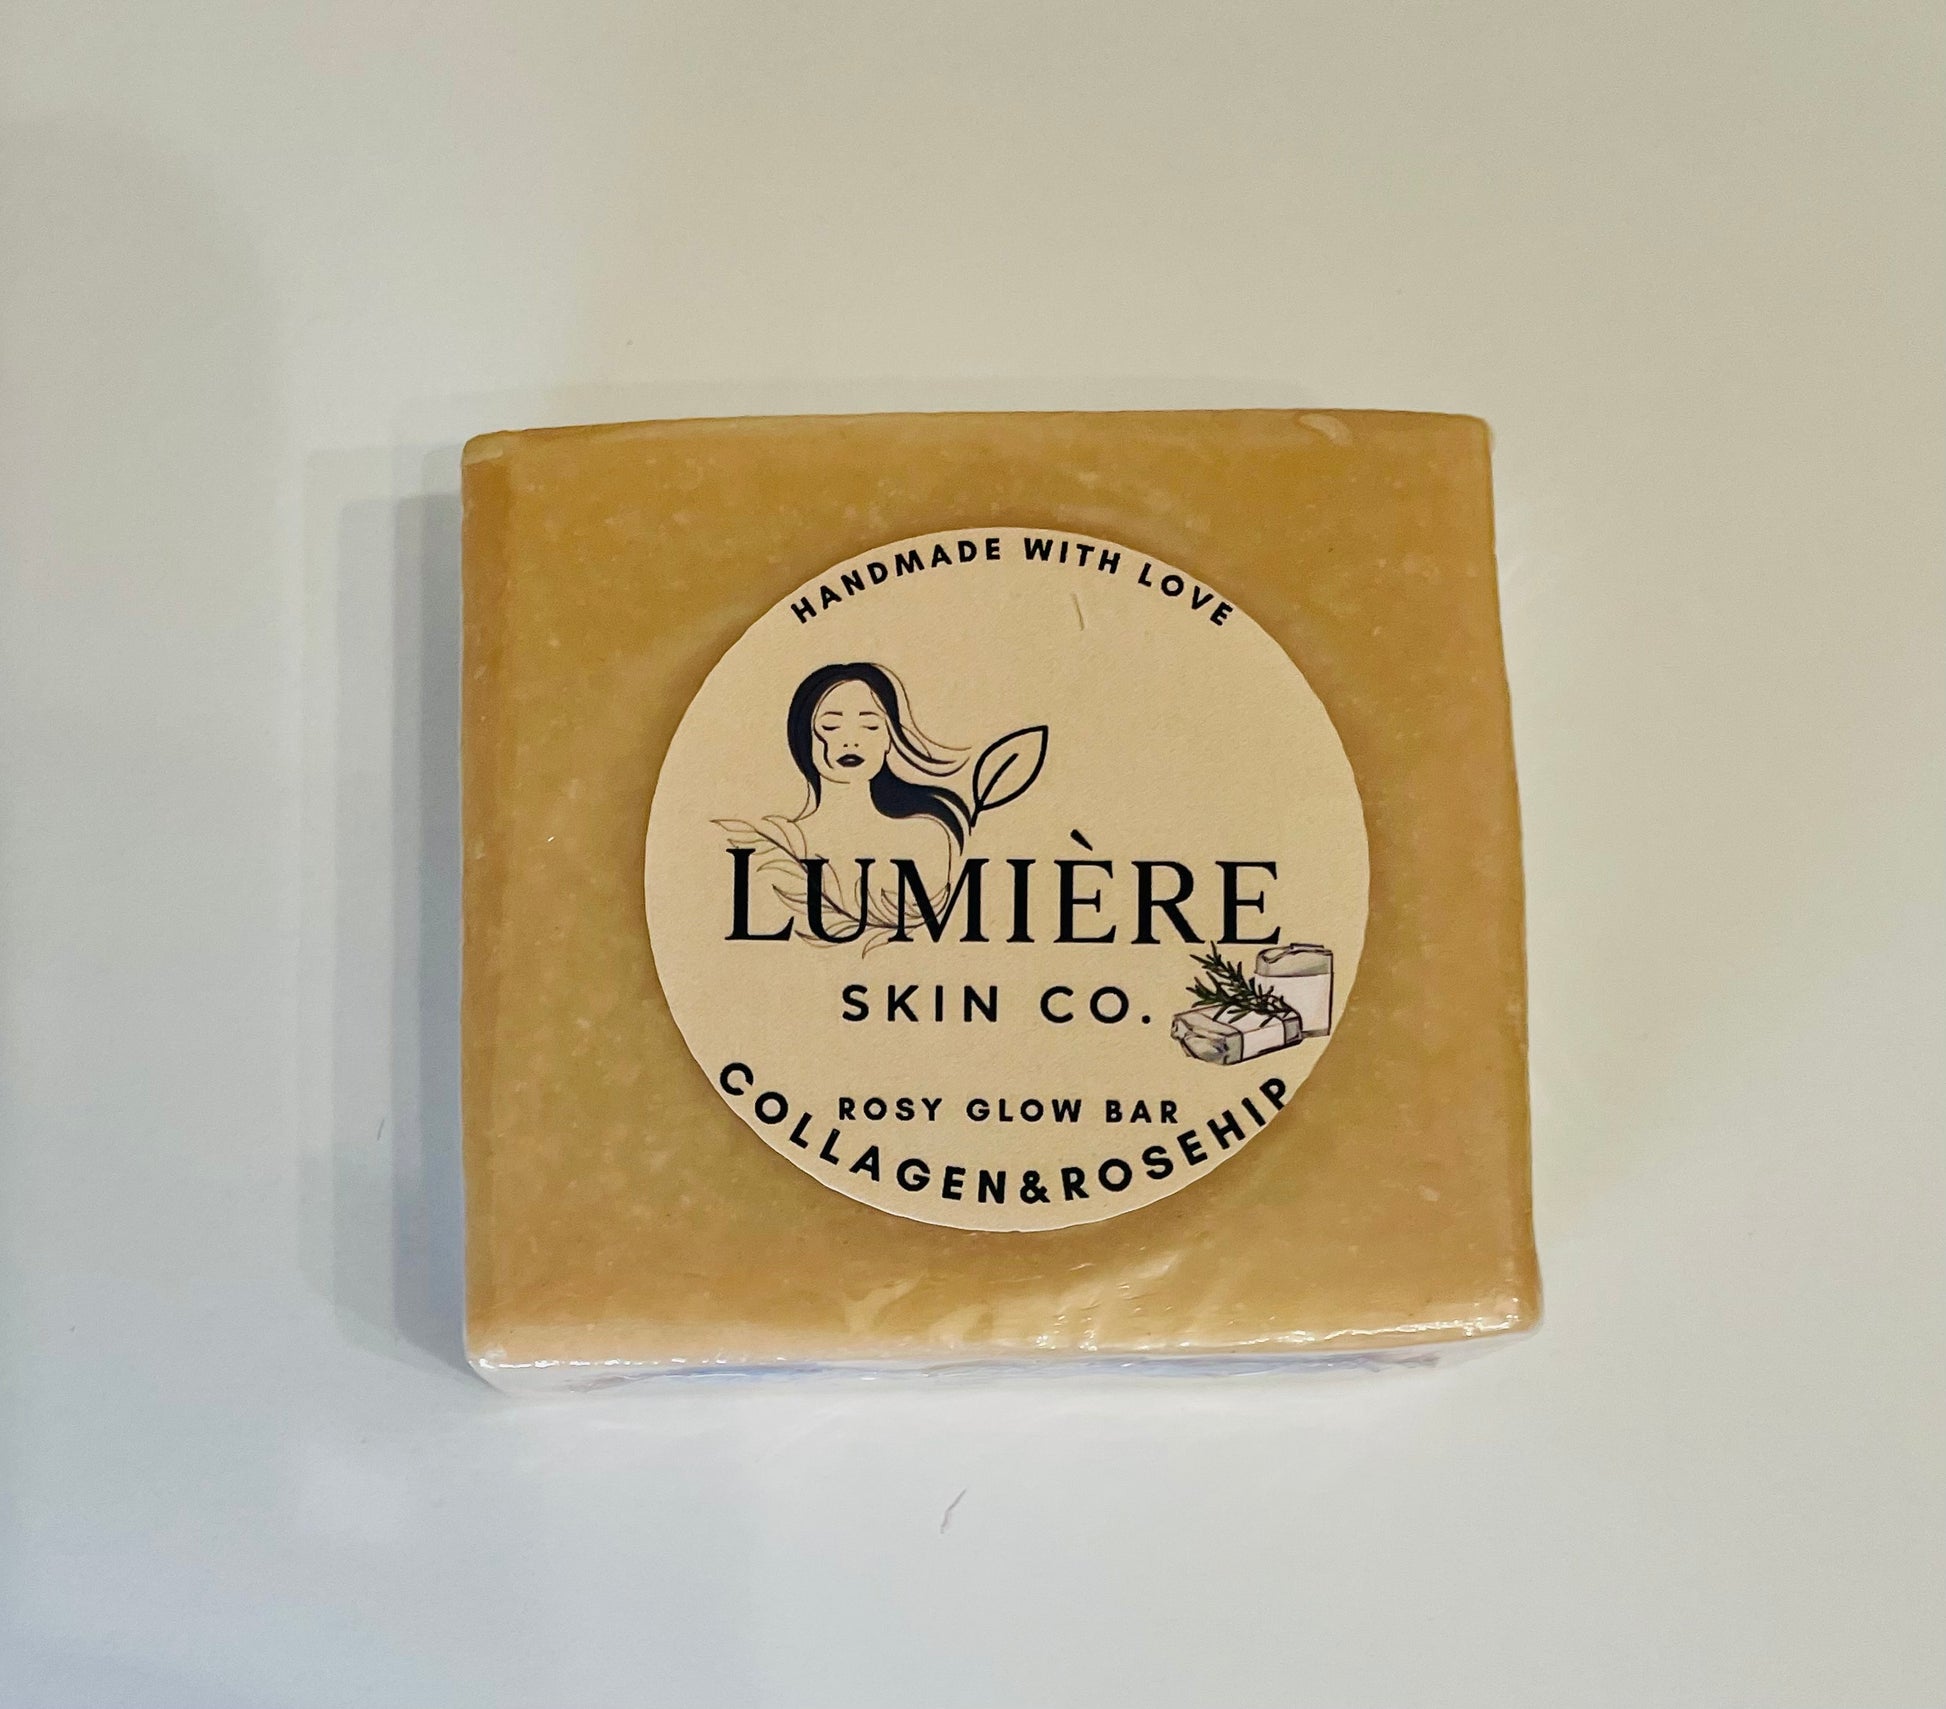 HANDMADE WITH LOVE
LUMIÈRE
SKIN CO.
ROSY GLOW BAR
COLLAGEN&ROSEHIP